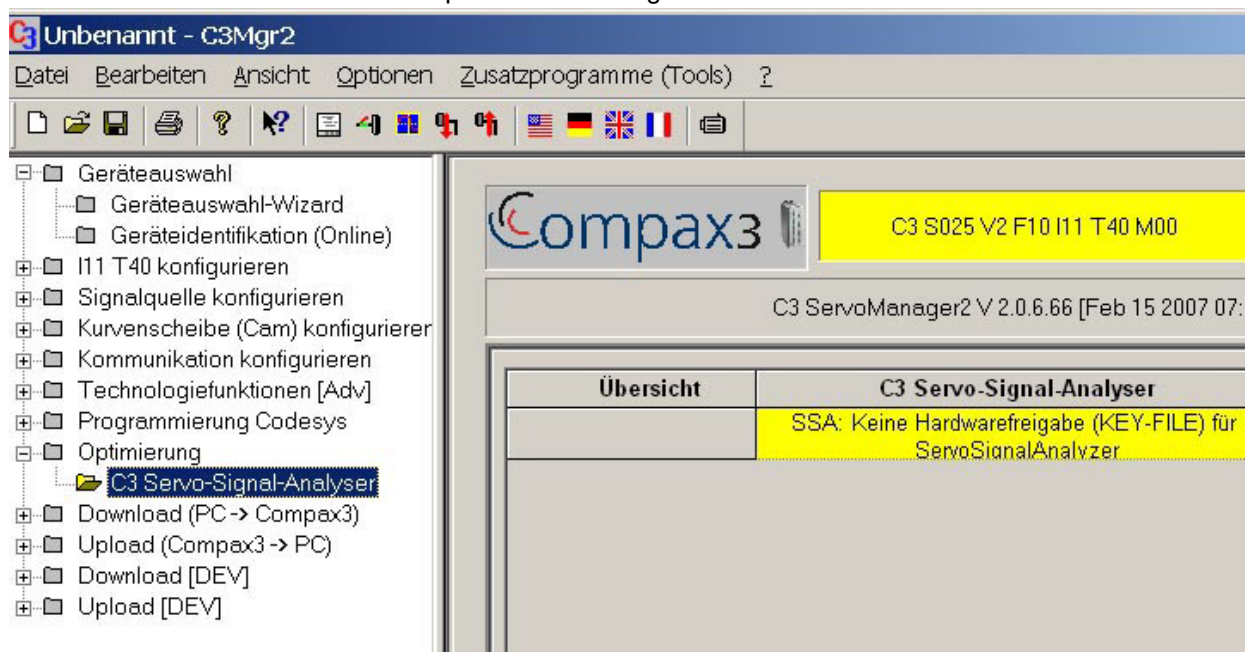 Unbenannt - C3Mgr2
Datei Bearbeiten Ansicht Optionen Zusatzprogramme (Tools) ?
Geräteauswahl
Geräteauswahl-Wizard
Geräteidentifikation (Online)
I11 T40 konfigurieren
Signalquelle konfigurieren
Kurvenscheibe (Cam) konfigurieren
Kommunikation konfigurieren
Technologiefunktionen [Adv]
Programmierung Codesys
Optimierung
C3 Servo-Signal-Analyser
Download (PC -> Compax3)
Upload (Compax3 -> PC)
Download [DEV]
Upload [DEV]
Compax3
C3 S025 V2 F10 I11 T40 M00
C3 ServoManager2 V 2.0.6.66 [Feb 15 2007 07:
Übersicht C3 Servo-Signal-Analyser
SSA: Keine Hardwarefreigabe (KEY-FILE) für
ServoSignalAnalyzer